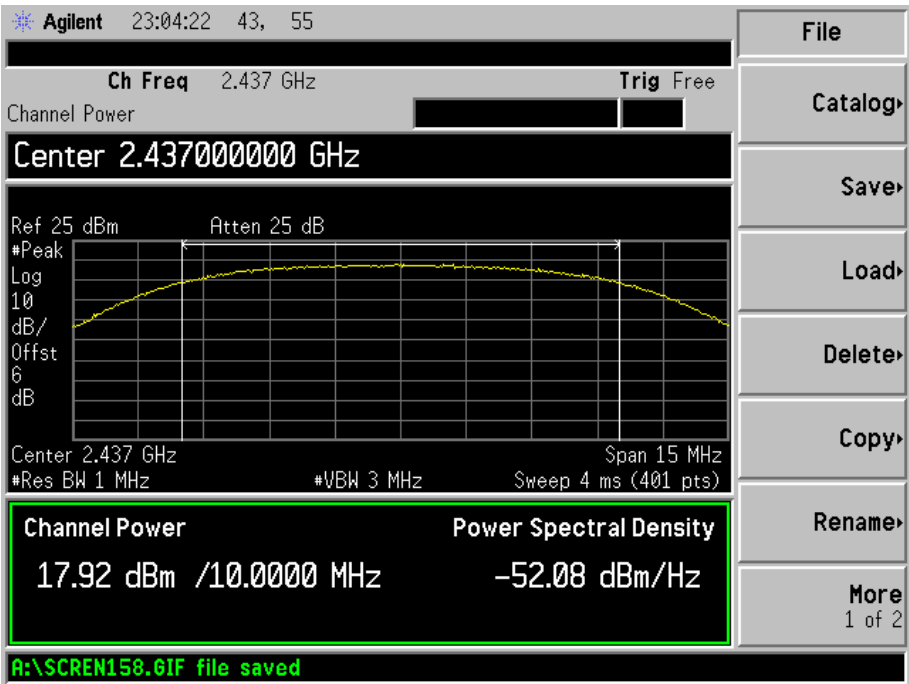 Agilent 23:04:22 43, 55
Ch Freq 2.437 GHz Trig Free
Channel Power
Center 2.437000000 GHz
Ref 25 dBm Atten 25 dB
#Peak
Log
10
dB/
Offst
6
dB
Center 2.437 GHz Span 15 MHz
#Res BW 1 MHz #VBW 3 MHz Sweep 4 ms (401 pts)
Channel Power Power Spectral Density
17.92 dBm /10.0000 MHz -52.08 dBm/Hz
A:\SCREN158.GIF file saved
File
Catalog
Save
Load
Delete
Copy
Rename
More
1 of 2